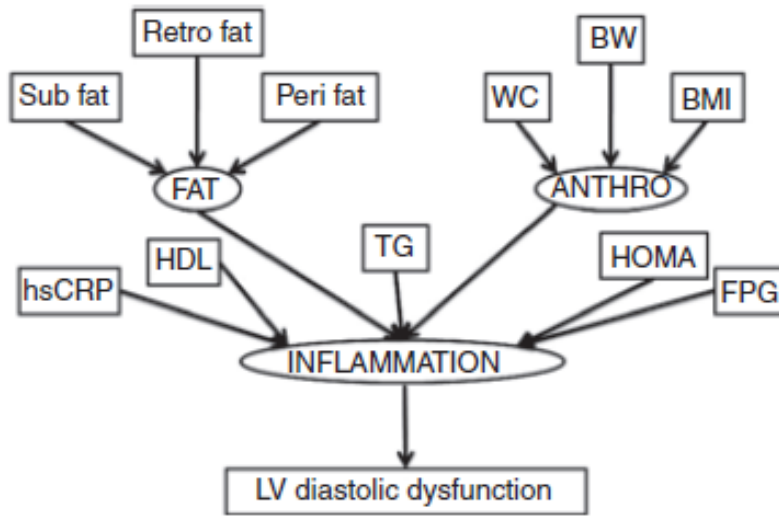 Retro fat
BW
Sub fat
Peri fat
WC
BMI
FAT
ANTHRO
HDL
TG
HOMA
hsCRP
FPG
INFLAMMATION
LV diastolic dysfunction